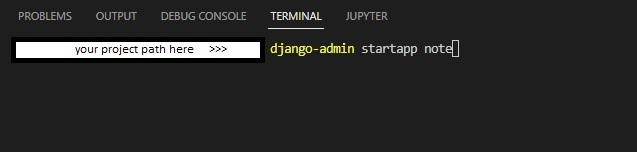 PROBLEMS OUTPUT DEBUG CONSOLE TERMINAL JUPYTER
your project path here >>> django-admin startapp note